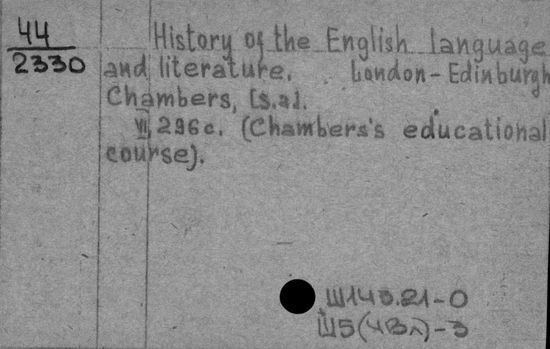 44
2330
History of the English language
and literature. London-Edinburgh
Chambers, [s.a].
VI, 296c. (Chambers's educational
course).
Ш143.21-0
Ш5(4Вл)-3